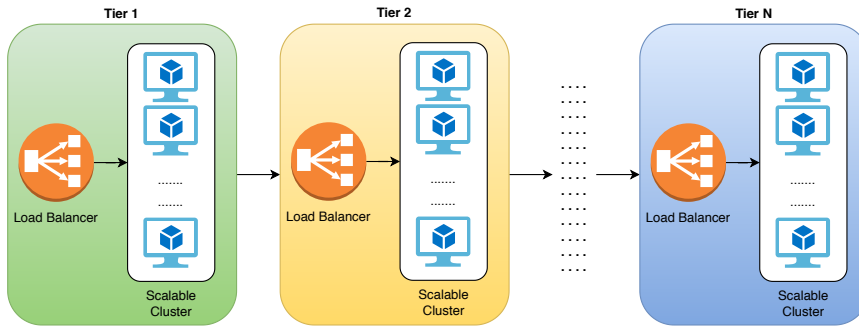 Tier 1
Tier 2
Tier N
Load Balancer
.......
.......
Scalable
Cluster
Load Balancer
.......
.......
Scalable
Cluster
Load Balancer
.......
.......
Scalable
Cluster